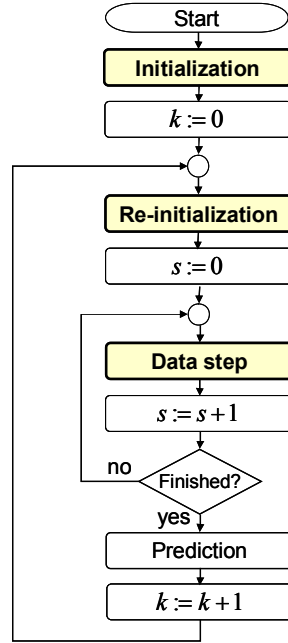 Start
Initialization
k := 0
Re-initialization
s := 0
Data step
s := s + 1
no
Finished?
yes
Prediction
k := k + 1